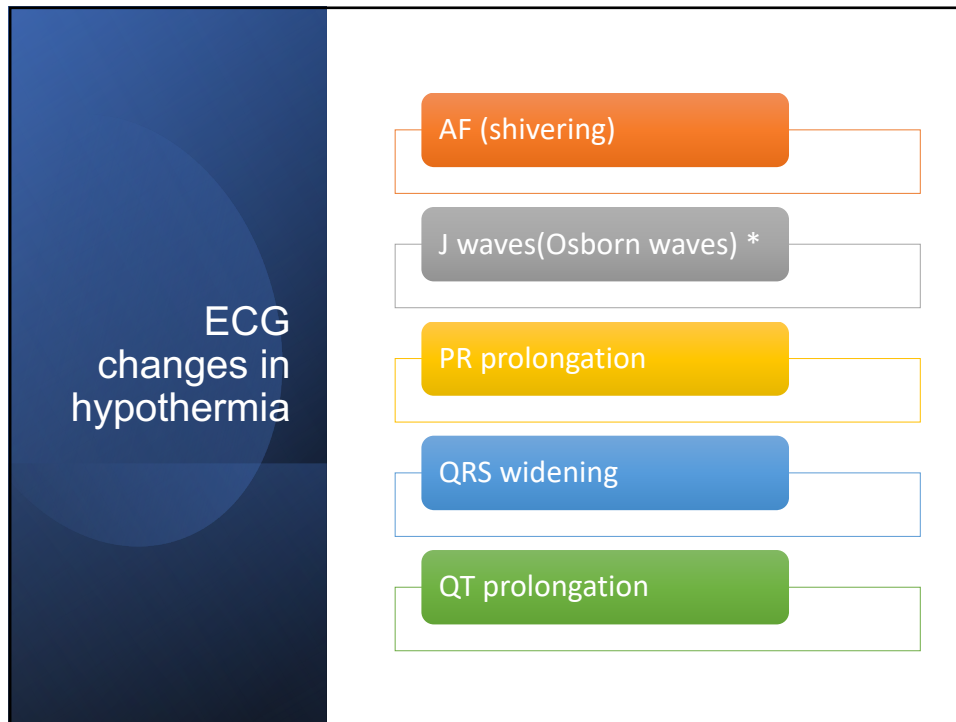 ECG
changes in
hypothermia
AF (shivering)
J waves(Osborn waves) *
PR prolongation
QRS widening
QT prolongation